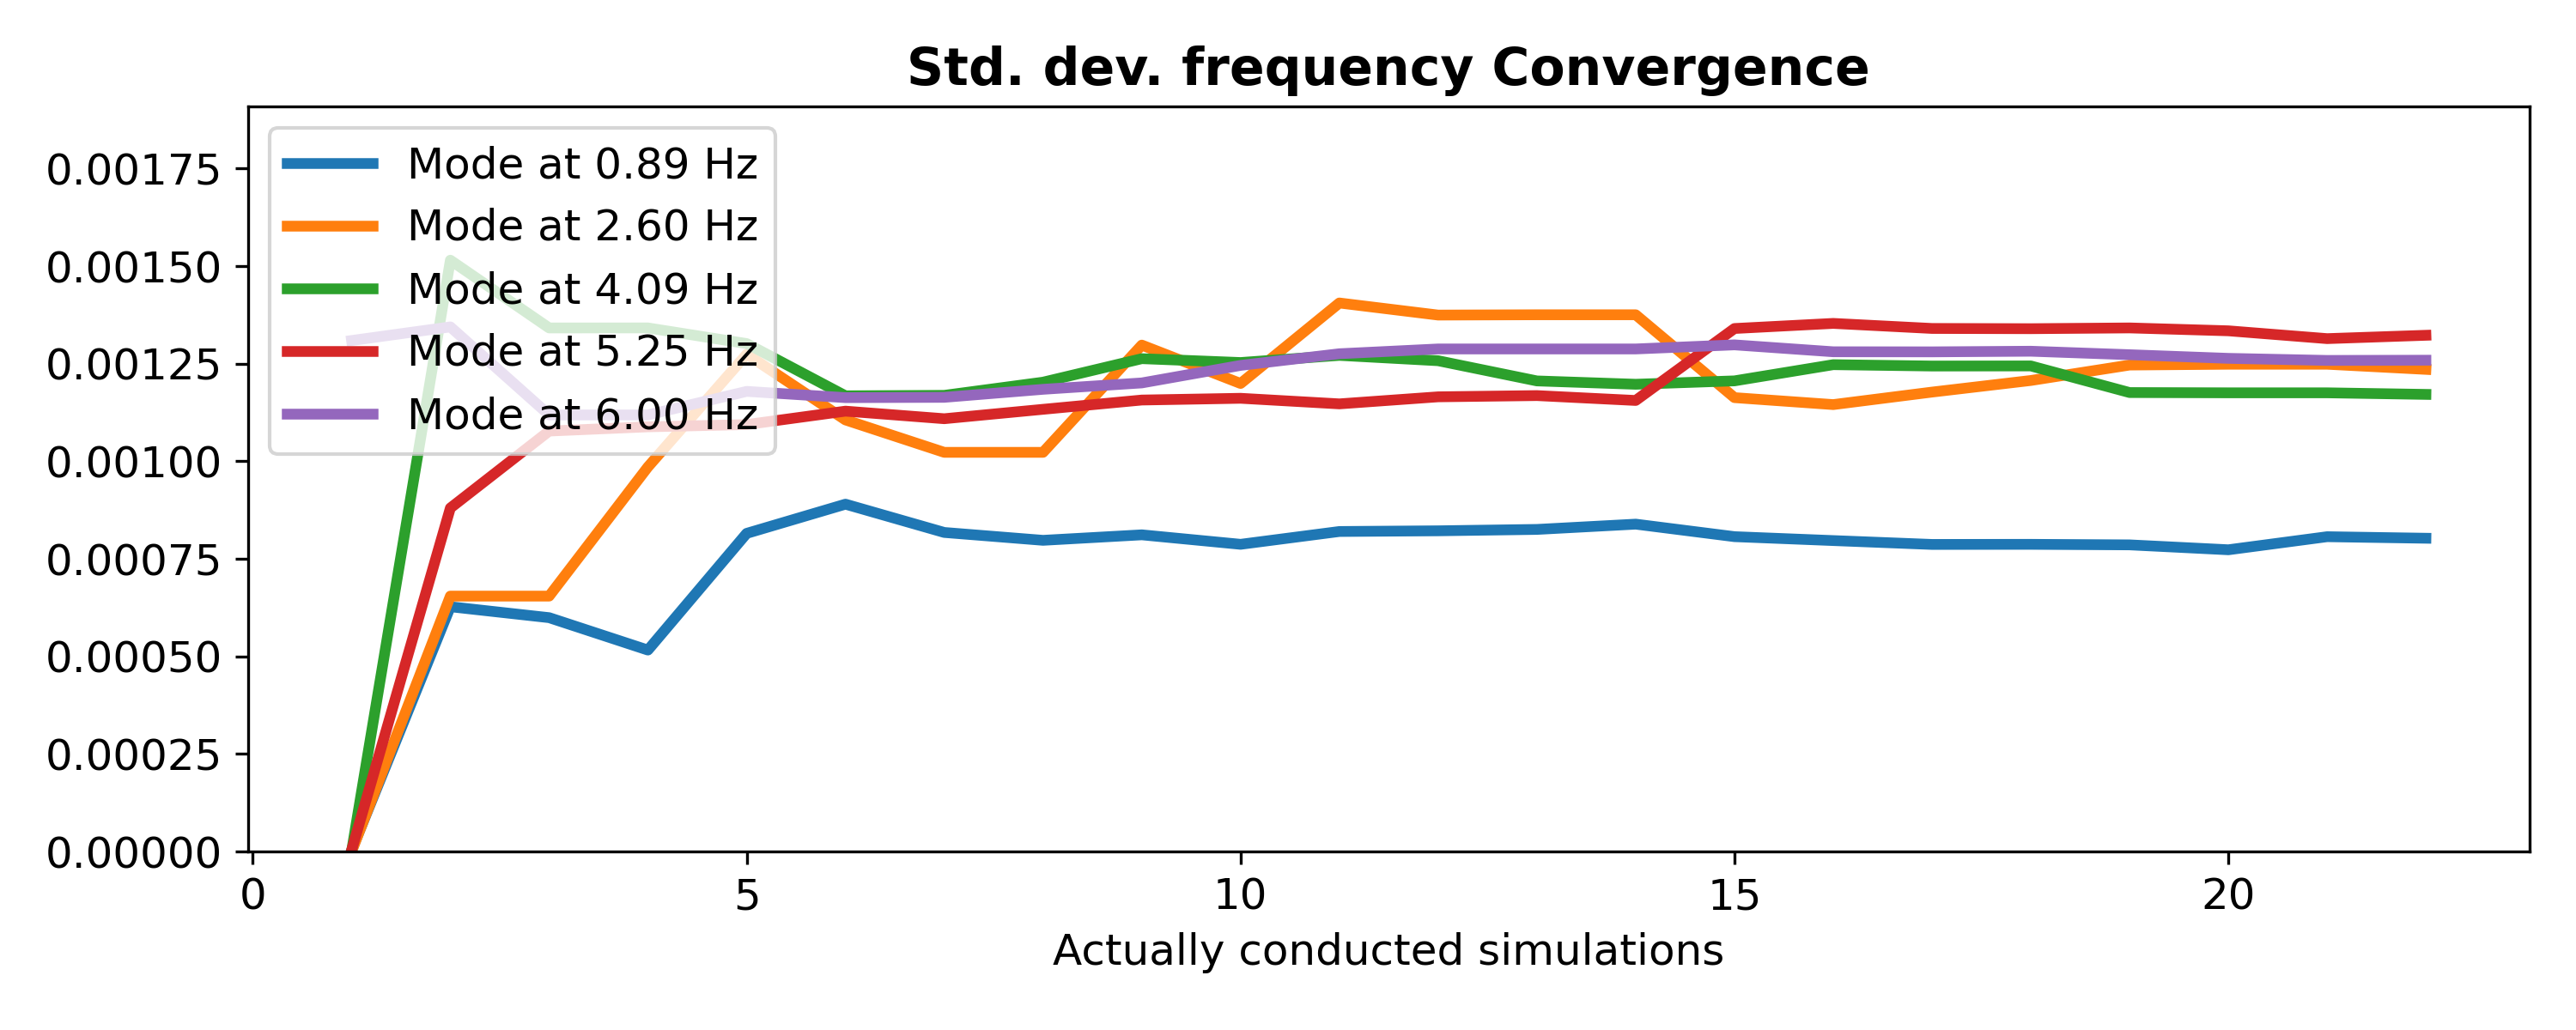 Std. dev. frequency Convergence
Mode at 0.89 Hz
Mode at 2.60 Hz
Mode at 4.09 Hz
Mode at 5.25 Hz
Mode at 6.00 Hz
0.00175
0.00150
0.00125
0.00100
0.00075
0.00050
0.00025
0.00000
0 5 10 15 20
Actually conducted simulations